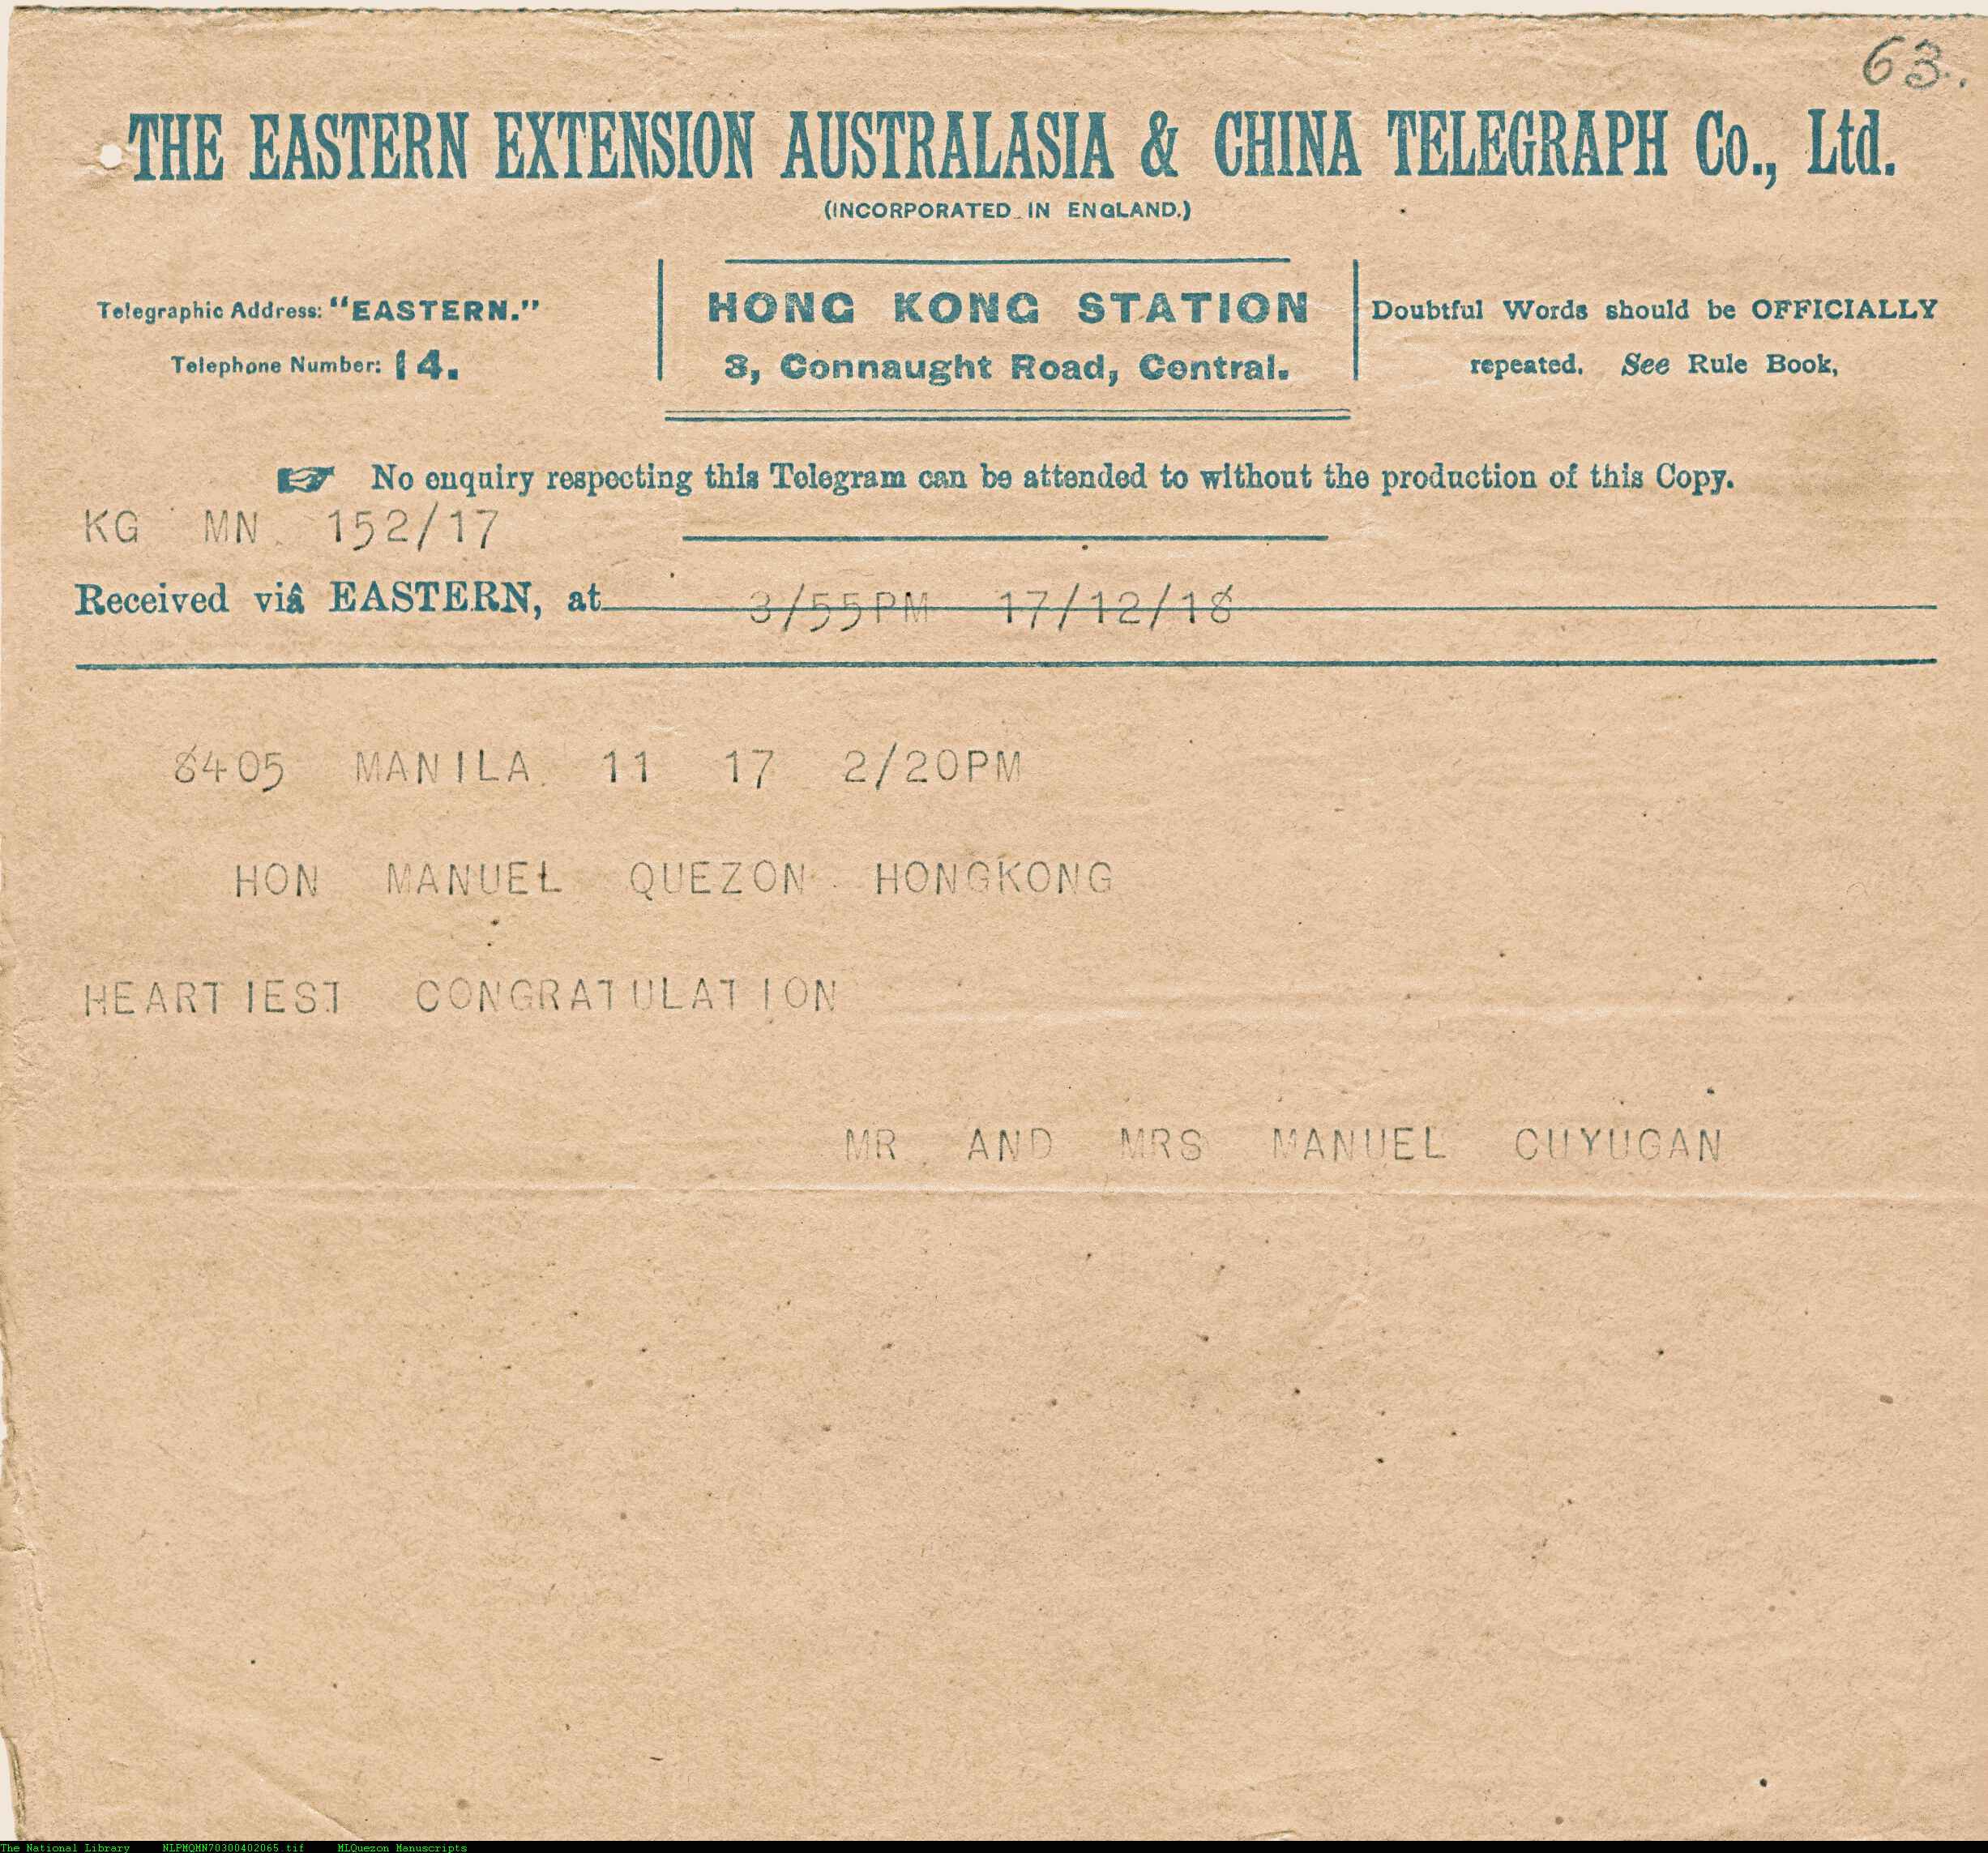 63.
THE EASTERN EXTENSION AUSTRALASIA & CHINA TELEGRAPH Co., Ltd.
(INCORPORATED IN ENGLAND.)
Telegraphic Address: "EASTERN."
Telephone Number: 14.
HONG KONG STATION
3, Connaught Road, Central.
Doubtful Words should be OFFICIALLY
repeated. See Rule Book,
☞ No enquiry respecting this Telegram can be attended to without the production of this Copy.
KG MN 152/17
Received viâ EASTERN, at 3/55PM 17/12/18
8405 MANILA 11 17 2/20PM
HON MANUEL QUEZON HONGKONG
HEARTIEST CONGRATULATION
MR AND MRS MANUEL CUYUGAN
The National Library NLPMQMN70300402065.tif MLQuezon Manuscripts